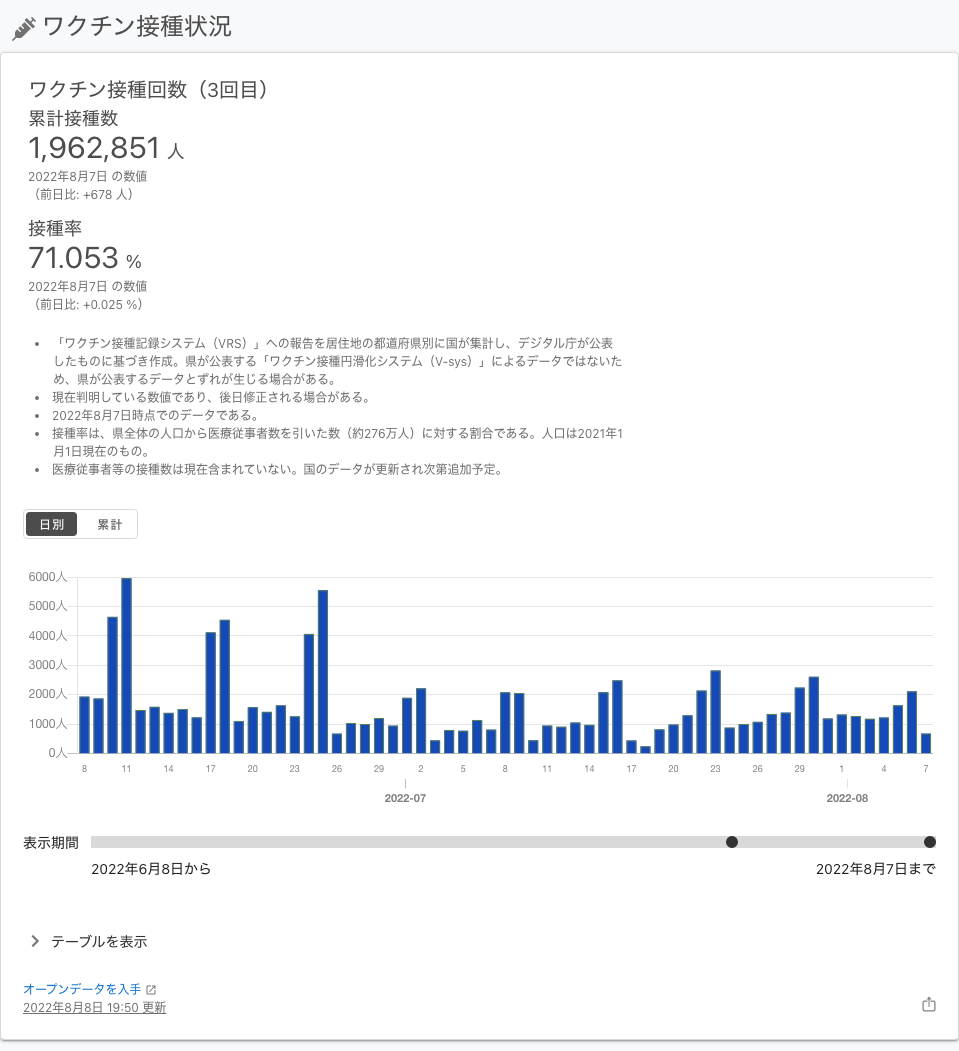 ワクチン接種状況
ワクチン接種回数（3回目）
累計接種数
1,962,851 人
2022年8月7日 の数値
（前日比: +678 人）
接種率
71.053 %
2022年8月7日 の数値
（前日比: +0.025 %）
• 「ワクチン接種記録システム（VRS）」への報告を居住地の都道府県別に国が集計し、デジタル庁が公表
したものに基づき作成。県が公表する「ワクチン接種円滑化システム（V-sys）」によるデータではないた
め、県が公表するデータとずれが生じる場合がある。
• 現在判明している数値であり、後日修正される場合がある。
• 2022年8月7日時点でのデータである。
• 接種率は、県全体の人口から医療従事者数を引いた数（約276万人）に対する割合である。人口は2021年1
月1日現在のもの。
• 医療従事者等の接種数は現在含まれていない。国のデータが更新され次第追加予定。
日別 累計
6000人
5000人
4000人
3000人
2000人
1000人
0人
8 11 14 17 20 23 26 29 2 5 8 11 14 17 20 23 26 29 1 4 7
2022-07 2022-08
表示期間
2022年6月8日から 2022年8月7日まで
テーブルを表示
オープンデータを入手
2022年8月8日 19:50 更新